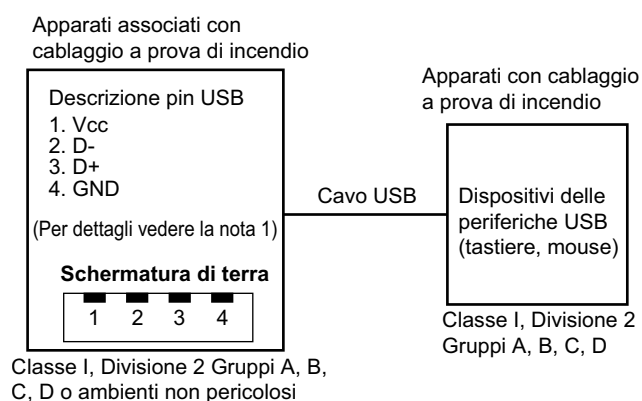 Apparati associati con
cablaggio a prova di incendio
Descrizione pin USB
1. Vcc
2. D-
3. D+
4. GND
(Per dettagli vedere la nota 1)
Schermatura di terra
1 2 3 4
Classe I, Divisione 2 Gruppi A, B,
C, D o ambienti non pericolosi
Cavo USB
Apparati con cablaggio
a prova di incendio
Dispositivi delle
periferiche USB
(tastiere, mouse)
Classe I, Divisione 2
Gruppi A, B, C, D